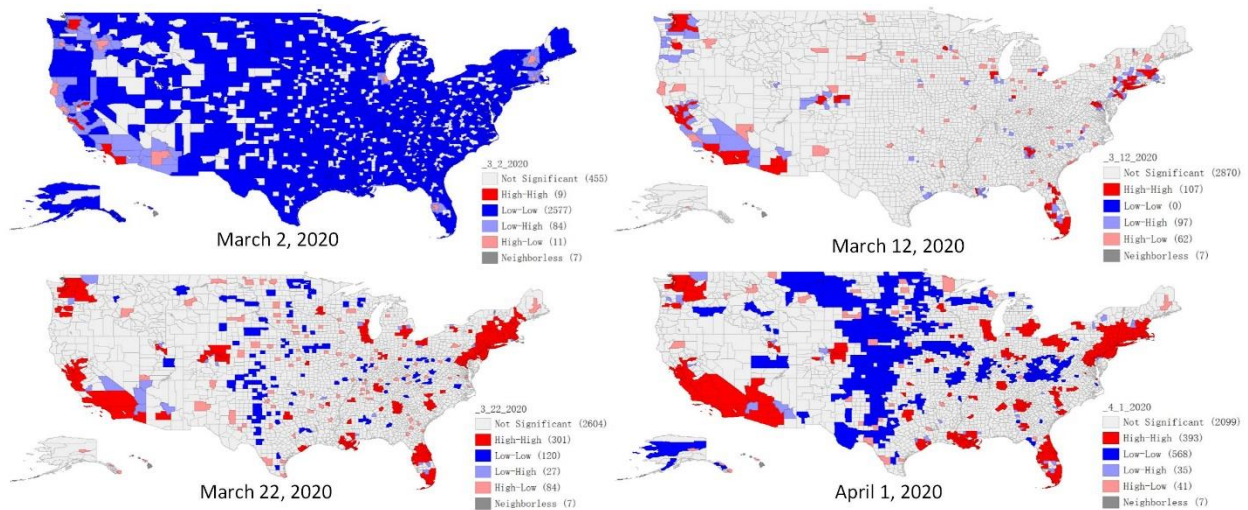 _3_2_2020
Not Significant (455)
High-High (9)
Low-Low (2577)
Low-High (84)
High-Low (11)
Neighborless (7)
March 2, 2020
_3_12_2020
Not Significant (2870)
High-High (107)
Low-Low (0)
Low-High (97)
High-Low (62)
Neighborless (7)
March 12, 2020
_3_22_2020
Not Significant (2604)
High-High (301)
Low-Low (120)
Low-High (27)
High-Low (84)
Neighborless (7)
March 22, 2020
_4_1_2020
Not Significant (2099)
High-High (393)
Low-Low (568)
Low-High (35)
High-Low (41)
Neighborless (7)
April 1, 2020